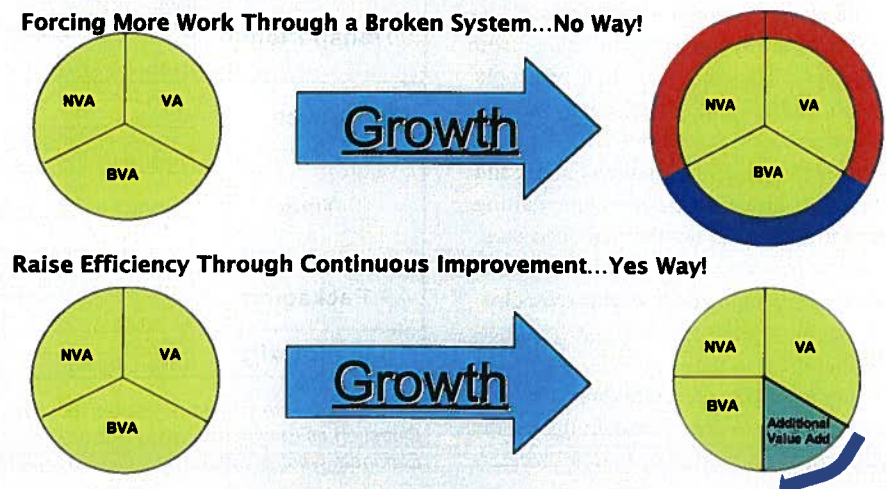 Forcing More Work Through a Broken System...No Way!
NVA
VA
BVA
Growth
NVA
VA
BVA
Raise Efficiency Through Continuous Improvement...Yes Way!
NVA
VA
BVA
Growth
NVA
VA
BVA
Additional
Value Add